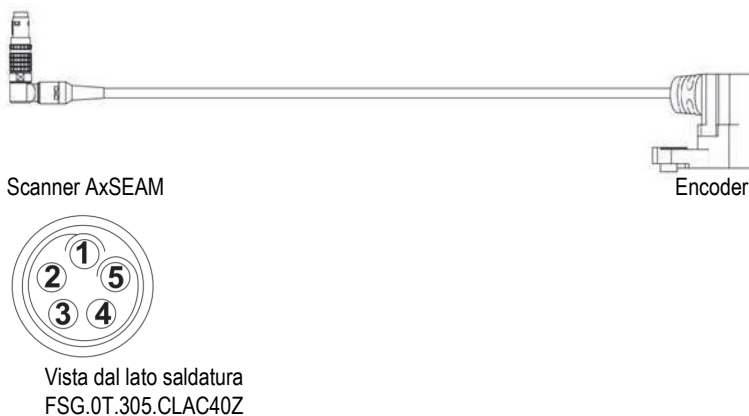 Scanner AxSEAM
Encoder
1
2
5
3
4
Vista dal lato saldatura
FSG.0T.305.CLAC40Z